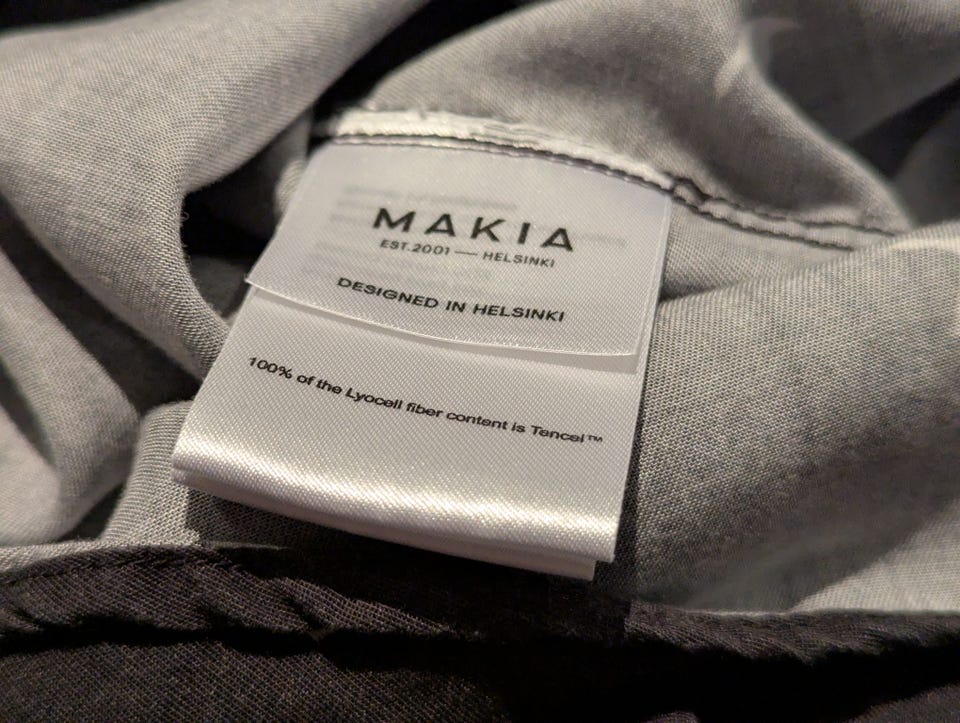 MAKIA
EST.2001 — HELSINKI
DESIGNED IN HELSINKI
100% of the Lyocell fiber content is Tencel™